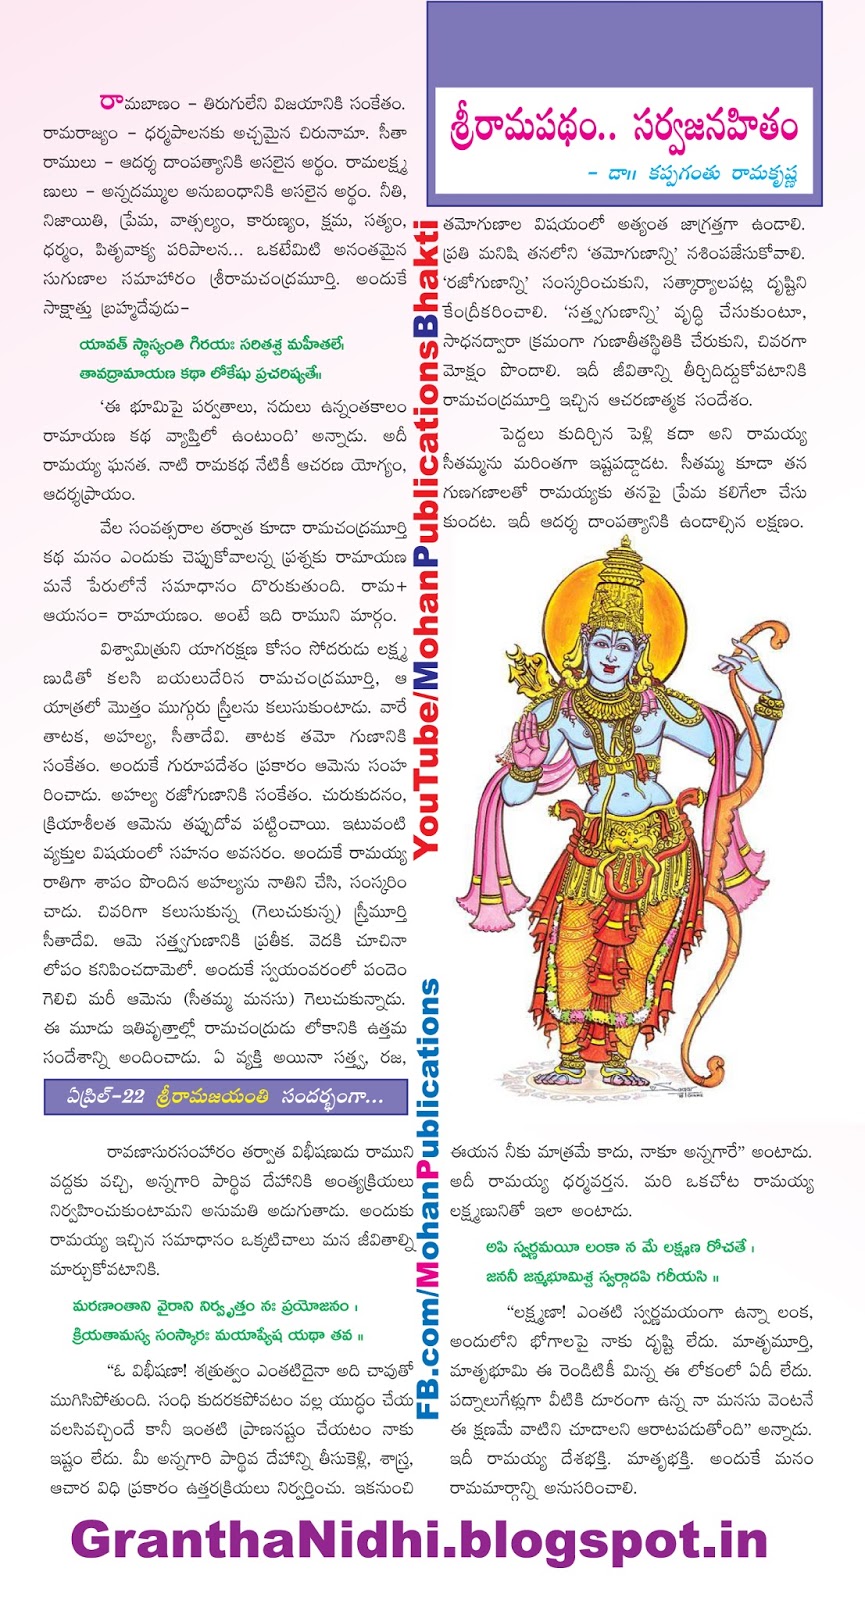 శ్రీరామపథం.. సర్వజనహితం
- డా॥ కప్పగంతు రామకృష్ణ
రామబాణం - తిరుగులేని విజయానికి సంకేతం.
రామరాజ్యం - ధర్మపాలనకు అచ్చమైన చిరునామా. సీతా
రాములు - ఆదర్శ దాంపత్యానికి అసలైన అర్థం. రామలక్ష్మ
ణులు - అన్నదమ్ముల అనుబంధానికి అసలైన అర్థం. నీతి,
నిజాయితి, ప్రేమ, వాత్సల్యం, కారుణ్యం, క్షమ, సత్యం,
ధర్మం, పితృవాక్య పరిపాలన... ఒకటేమిటి అనంతమైన
సుగుణాల సమాహారం శ్రీరామచంద్రమూర్తి. అందుకే
సాక్షాత్తు బ్రహ్మదేవుడు-
యావత్ స్థాస్యంతి గిరయః సరితశ్చ మహీతలే।
తావద్రామాయణ కథా లోకేషు ప్రచరిష్యతే॥
‘ఈ భూమిపై పర్వతాలు, నదులు ఉన్నంతకాలం
రామాయణ కథ వ్యాప్తిలో ఉంటుంది’ అన్నాడు. అదీ
రామయ్య ఘనత. నాటి రామకథ నేటికీ ఆచరణ యోగ్యం,
ఆదర్శప్రాయం.
వేల సంవత్సరాల తర్వాత కూడా రామచంద్రమూర్తి
కథ మనం ఎందుకు చెప్పుకోవాలన్న ప్రశ్నకు రామాయణ
మనే పేరులోనే సమాధానం దొరుకుతుంది. రామ+
ఆయనం= రామాయణం. అంటే ఇది రాముని మార్గం.
విశ్వామిత్రుని యాగరక్షణ కోసం సోదరుడు లక్ష్మ
ణుడితో కలసి బయలుదేరిన రామచంద్రమూర్తి, ఆ
యాత్రలో మొత్తం ముగ్గురు స్త్రీలను కలుసుకుంటాడు. వారే
తాటక, అహల్య, సీతాదేవి. తాటక తమో గుణానికి
సంకేతం. అందుకే గురూపదేశం ప్రకారం ఆమెను సంహ
రించాడు. అహల్య రజోగుణానికి సంకేతం. చురుకుదనం,
క్రియాశీలత ఆమెను తప్పుదోవ పట్టించాయి. ఇటువంటి
వ్యక్తుల విషయంలో సహనం అవసరం. అందుకే రామయ్య
రాతిగా శాపం పొందిన అహల్యను నాతిని చేసి, సంస్కరిం
చాడు. చివరిగా కలుసుకున్న (గెలుచుకున్న) స్త్రీమూర్తి
సీతాదేవి. ఆమె సత్త్వగుణానికి ప్రతీక. వెదకి చూచినా
లోపం కనిపించదామెలో. అందుకే స్వయంవరంలో పందెం
గెలిచి మరీ ఆమెను (సీతమ్మ మనసు) గెలుచుకున్నాడు.
ఈ మూడు ఇతివృత్తాల్లో రామచంద్రుడు లోకానికి ఉత్తమ
సందేశాన్ని అందించాడు. ఏ వ్యక్తి అయినా సత్త్వ, రజ,
తమోగుణాల విషయంలో అత్యంత జాగ్రత్తగా ఉండాలి.
ప్రతి మనిషి తనలోని ‘తమోగుణాన్ని’ నశింపజేసుకోవాలి.
‘రజోగుణాన్ని’ సంస్కరించుకుని, సత్కార్యాలపట్ల దృష్టిని
కేంద్రీకరించాలి. ‘సత్త్వగుణాన్ని’ వృద్ధి చేసుకుంటూ,
సాధనద్వారా క్రమంగా గుణాతీతస్థితికి చేరుకుని, చివరగా
మోక్షం పొందాలి. ఇదీ జీవితాన్ని తీర్చిదిద్దుకోవటానికి
రామచంద్రమూర్తి ఇచ్చిన ఆచరణాత్మక సందేశం.
పెద్దలు కుదిర్చిన పెళ్లి కదా అని రామయ్య
సీతమ్మను మరింతగా ఇష్టపడ్డాడట. సీతమ్మ కూడా తన
గుణగణాలతో రామయ్యకు తనపై ప్రేమ కలిగేలా చేసు
కుందట. ఇదీ ఆదర్శ దాంపత్యానికి ఉండాల్సిన లక్షణం.
YouTube/MohanPublicationsBhakti
FB.com/MohanPublications
ఏప్రిల్-22 శ్రీరామజయంతి సందర్భంగా...
రావణాసురసంహారం తర్వాత విభీషణుడు రాముని
వద్దకు వచ్చి, అన్నగారి పార్థివ దేహానికి అంత్యక్రియలు
నిర్వహించుకుంటామని అనుమతి అడుగుతాడు. అందుకు
రామయ్య ఇచ్చిన సమాధానం ఒక్కటిచాలు మన జీవితాల్ని
మార్చుకోవటానికి.
మరణాంతాని వైరాని నిర్వృత్తం నః ప్రయోజనం ।
క్రియతామస్య సంస్కారః మయాప్యేష యథా తవ ॥
“ఓ విభీషణా! శత్రుత్వం ఎంతటిదైనా అది చావుతో
ముగిసిపోతుంది. సంధి కుదరకపోవటం వల్ల యుద్ధం చేయ
వలసివచ్చిందే కానీ ఇంతటి ప్రాణనష్టం చేయటం నాకు
ఇష్టం లేదు. మీ అన్నగారి పార్థివ దేహాన్ని తీసుకెళ్లి, శాస్త్ర,
ఆచార విధి ప్రకారం ఉత్తరక్రియలు నిర్వర్తించు. ఇకనుంచి
ఈయన నీకు మాత్రమే కాదు, నాకూ అన్నగారే” అంటాడు.
అదీ రామయ్య ధర్మవర్తన. మరి ఒకచోట రామయ్య
లక్ష్మణునితో ఇలా అంటాడు.
అపి స్వర్ణమయీ లంకా న మే లక్ష్మణ రోచతే ।
జననీ జన్మభూమిశ్చ స్వర్గాదపి గరీయసి ॥
“లక్ష్మణా! ఎంతటి స్వర్ణమయంగా ఉన్నా లంక,
అందులోని భోగాలపై నాకు దృష్టి లేదు. మాతృమూర్తి,
మాతృభూమి ఈ రెండిటికీ మిన్న ఈ లోకంలో ఏదీ లేదు.
పద్నాలుగేళ్లుగా వీటికి దూరంగా ఉన్న నా మనసు వెంటనే
ఈ క్షణమే వాటిని చూడాలని ఆరాటపడుతోంది” అన్నాడు.
ఇదీ రామయ్య దేశభక్తి. మాతృభక్తి. అందుకే మనం
రామమార్గాన్ని అనుసరించాలి.
GranthaNidhi.blogspot.in